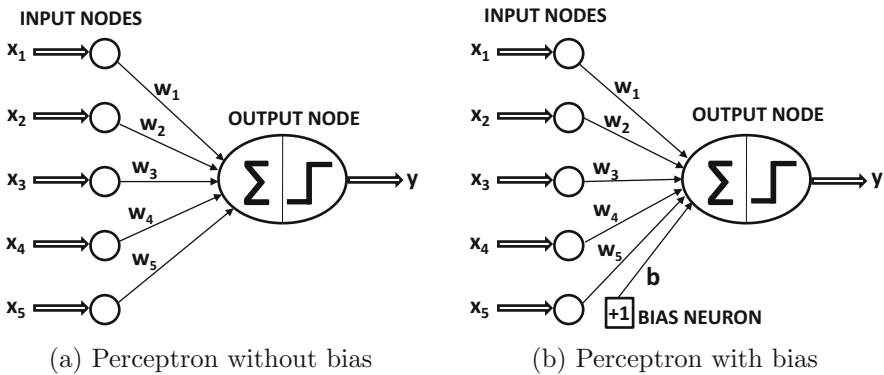 INPUT NODES
x₁
w₁
x₂
w₂
OUTPUT NODE
x₃
w₃
∑
y
w₄
x₄
w₅
x₅
(a) Perceptron without bias
INPUT NODES
x₁
w₁
x₂
w₂
OUTPUT NODE
x₃
w₃
∑
y
w₄
x₄
w₅
b
x₅
+1 BIAS NEURON
(b) Perceptron with bias